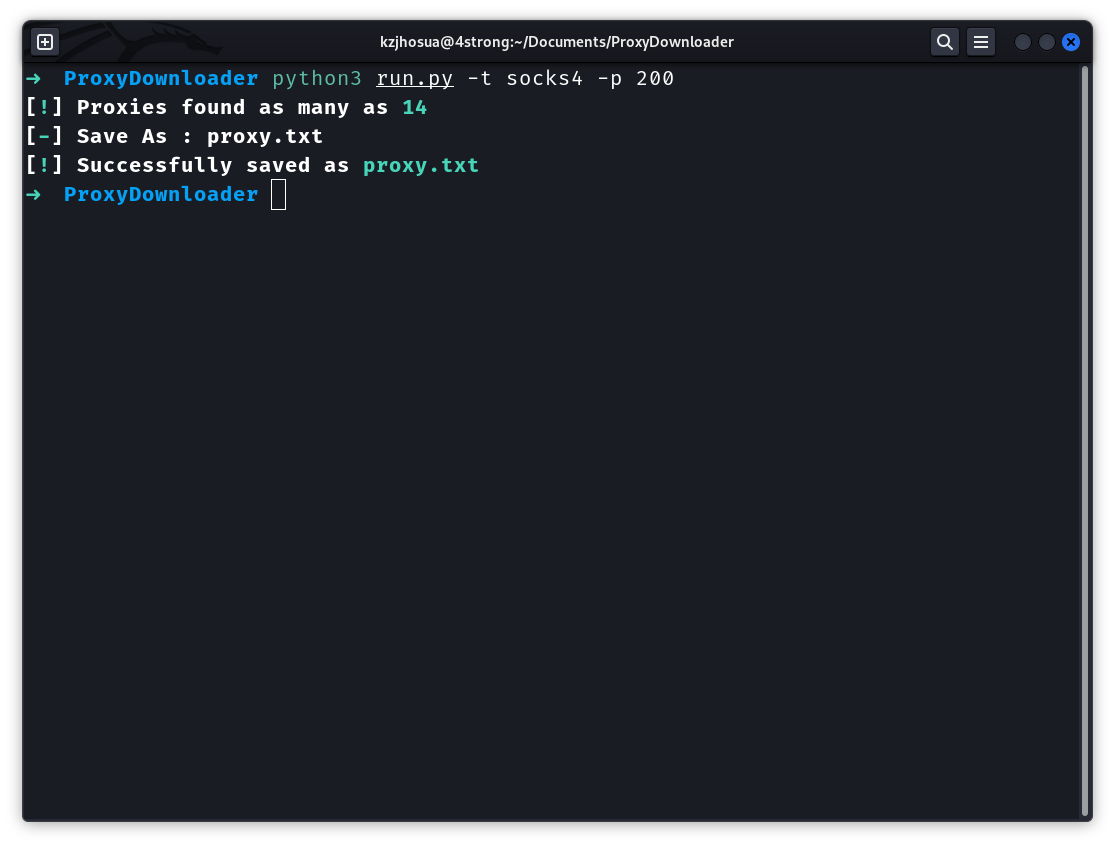 kzjhosua@4strong:~/Documents/ProxyDownloader
➜ ProxyDownloader python3 run.py -t socks4 -p 200
[!] Proxies found as many as 14
[-] Save As : proxy.txt
[!] Successfully saved as proxy.txt
➜ ProxyDownloader